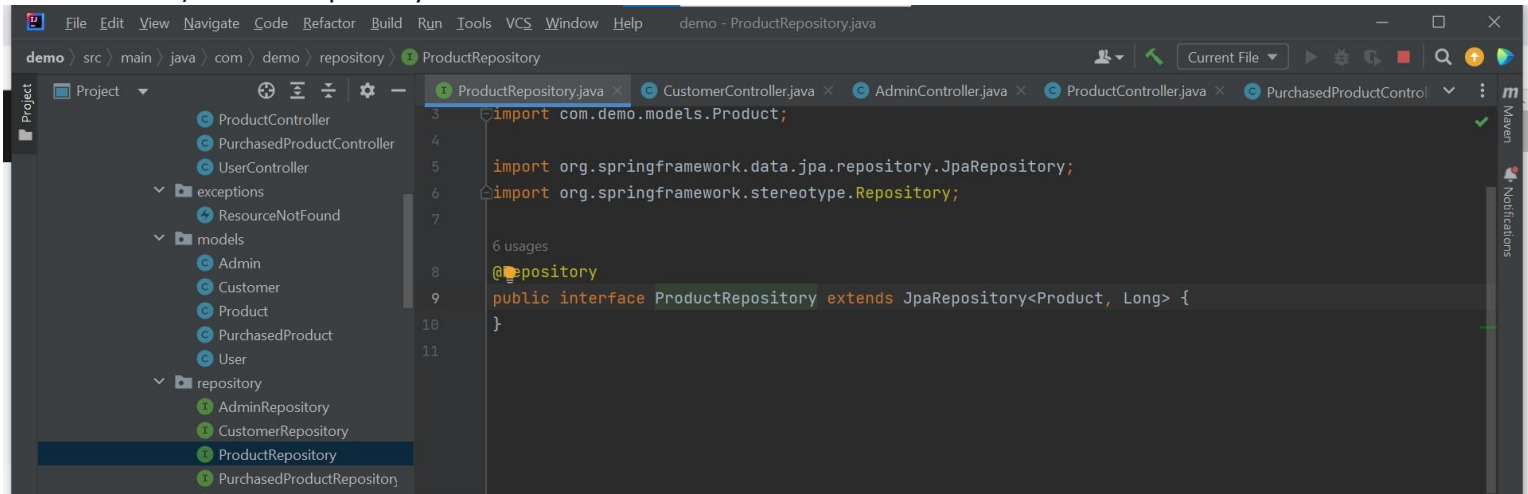 File Edit View Navigate Code Refactor Build Run Tools VCS Window Help demo - ProductRepository.java
demo 〉 src 〉 main 〉 java 〉 com 〉 demo 〉 repository 〉 ProductRepository Current File
Project
Project
ProductRepository.java CustomerController.java AdminController.java ProductController.java PurchasedProductControl
m Maven
Notifications
ProductController
PurchasedProductController
UserController
exceptions
ResourceNotFound
models
Admin
Customer
Product
PurchasedProduct
User
repository
AdminRepository
CustomerRepository
ProductRepository
PurchasedProductRepository
3 import com.demo.models.Product;
4
5 import org.springframework.data.jpa.repository.JpaRepository;
6 import org.springframework.stereotype.Repository;
7
6 usages
8 @Repository
9 public interface ProductRepository extends JpaRepository<Product, Long> {
10 }
11